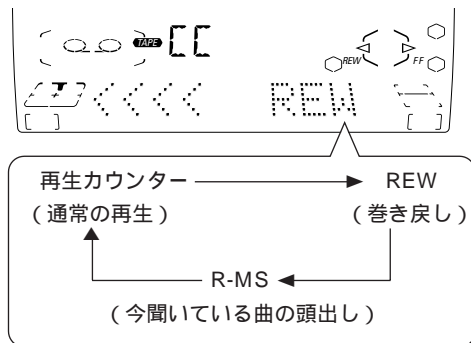 TAPE CC
REW FF
T
<<<< REW
再生カウンター REW
(通常の再生) (巻き戻し)
R-MS
(今聞いている曲の頭出し)